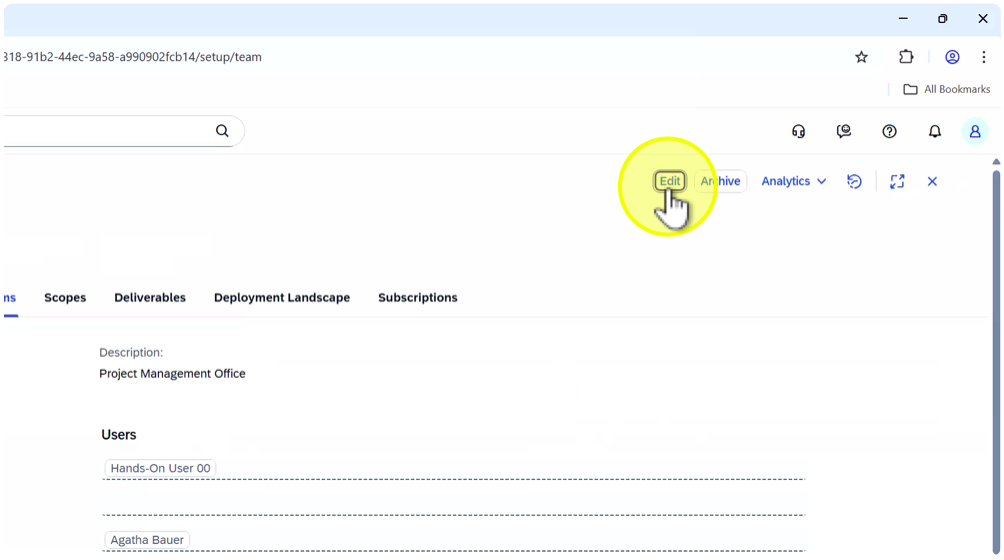 318-91b2-44ec-9a58-a990902fcb14/setup/team
All Bookmarks
Edit Archive Analytics
ns Scopes Deliverables Deployment Landscape Subscriptions
Description:
Project Management Office
Users
Hands-On User 00
Agatha Bauer